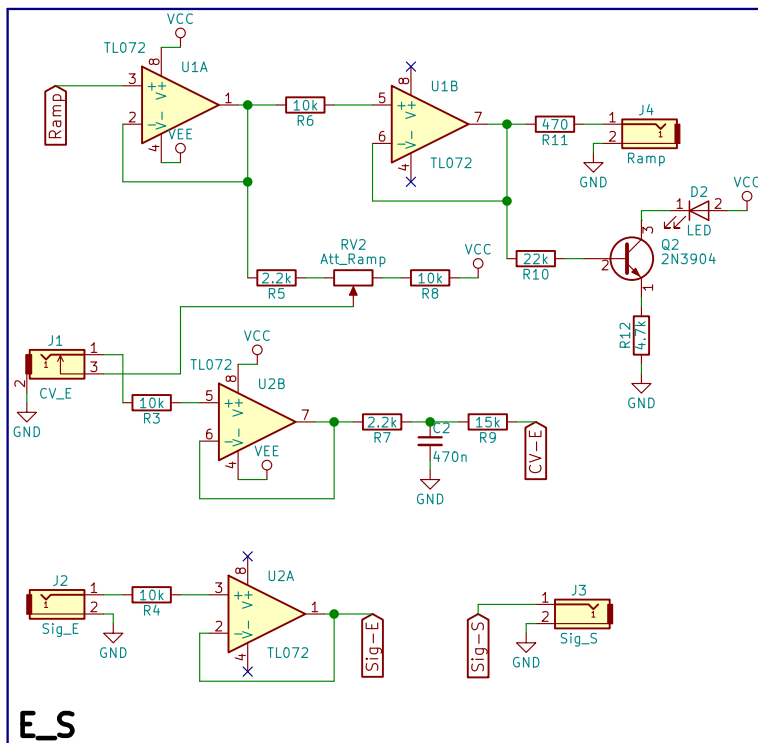 VCC
TL072
8
U1A
3
1
2
4
V+
V-
VEE
Ramp
10k
R6
8
U1B
5
7
6
4
V+
V-
TL072
470
R11
J4
1
2
1
Ramp
GND
D2
VCC
1
2
LED
3
Q2
2N3904
2
1
22k
R10
R12
4.7k
GND
RV2
Att_Ramp
VCC
2.2k
R5
10k
R8
J1
1
3
1
2
CV_E
GND
VCC
TL072
8
U2B
10k
R3
5
7
6
4
V+
V-
VEE
2.2k
R7
C2
470n
GND
15k
R9
CV-E
J2
1
2
1
Sig_E
GND
10k
R4
8
U2A
3
1
2
4
V+
V-
TL072
Sig-E
Sig-S
J3
1
2
1
Sig_S
GND
E_S